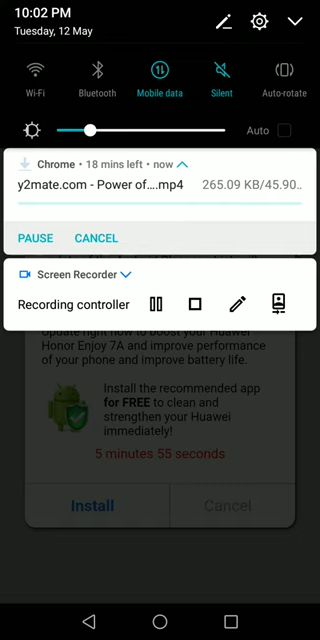 10:02 PM
Tuesday, 12 May
Wi-Fi
Bluetooth
Mobile data
Silent
Auto-rotate
Auto
Chrome • 18 mins left • now
y2mate.com - Power of....mp4
265.09 KB/45.90..
PAUSE
CANCEL
Screen Recorder
Recording controller
Update right now to boost your Huawei
Honor Enjoy 7A and improve performance
of your phone and improve battery life.
Install the recommended app
for FREE to clean and
strengthen your Huawei
immediately!
5 minutes 55 seconds
Install
Cancel